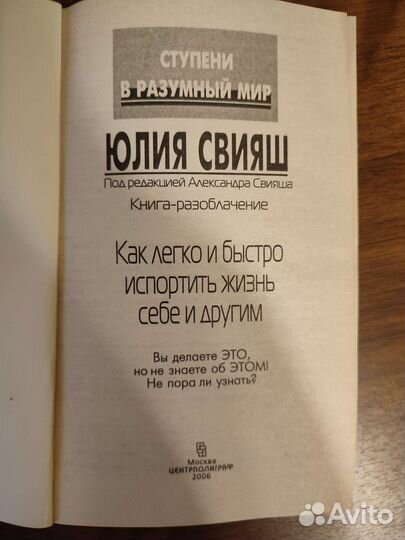 СТУПЕНИ
В РАЗУМНЫЙ МИР
ЮЛИЯ СВИЯШ
Под редакцией Александра Свияша
Книга-разоблачение
Как легко и быстро
испортить жизнь
себе и другим
Вы делаете ЭТО,
но не знаете об ЭТОМ!
Не пора ли узнать?
Москва
ЦЕНТРПОЛИГРАФ
2006
Avito